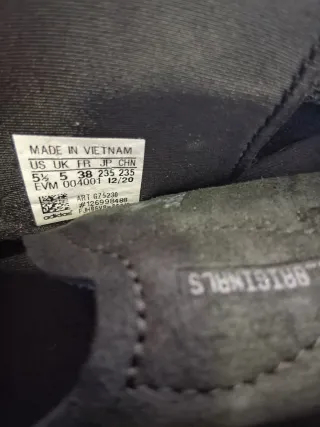 MADE IN VIETNAM
US UK FR JP CHN
5½ 5 38 235 235
EVM 004001 12/20
ART G75238
#126998488
adidas
ORIGINALS